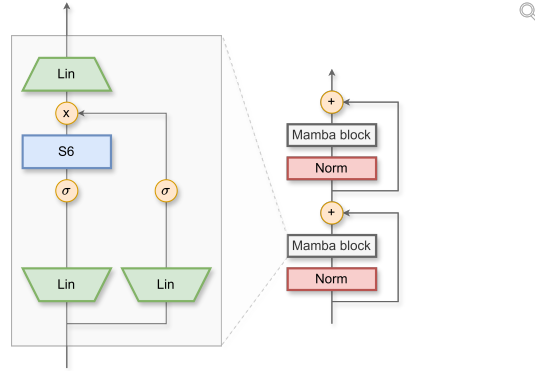 Lin
x
S6
σ
σ
Lin
Lin
+
Mamba block
Norm
+
Mamba block
Norm